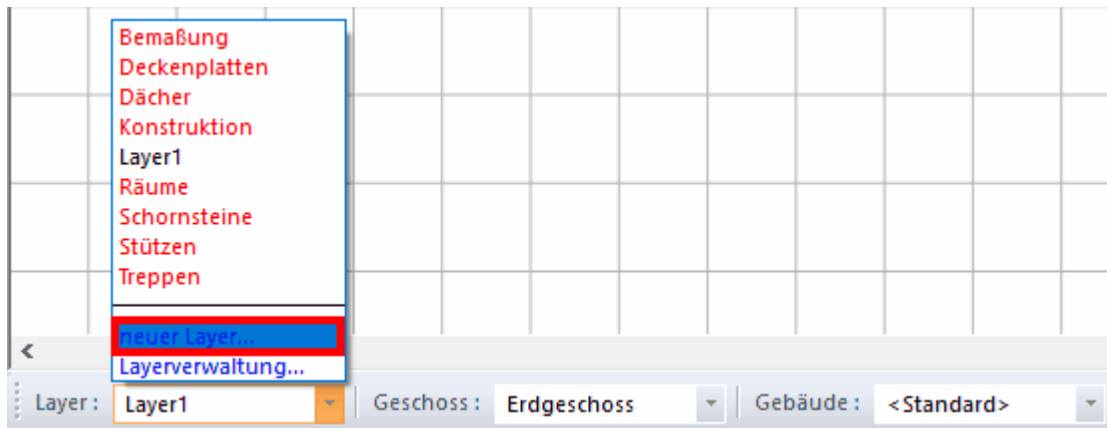 Bemaßung
Deckenplatten
Dächer
Konstruktion
Layer1
Räume
Schornsteine
Stützen
Treppen
neuer Layer...
Layerverwaltung...
Layer: Layer1 Geschoss: Erdgeschoss Gebäude: <Standard>